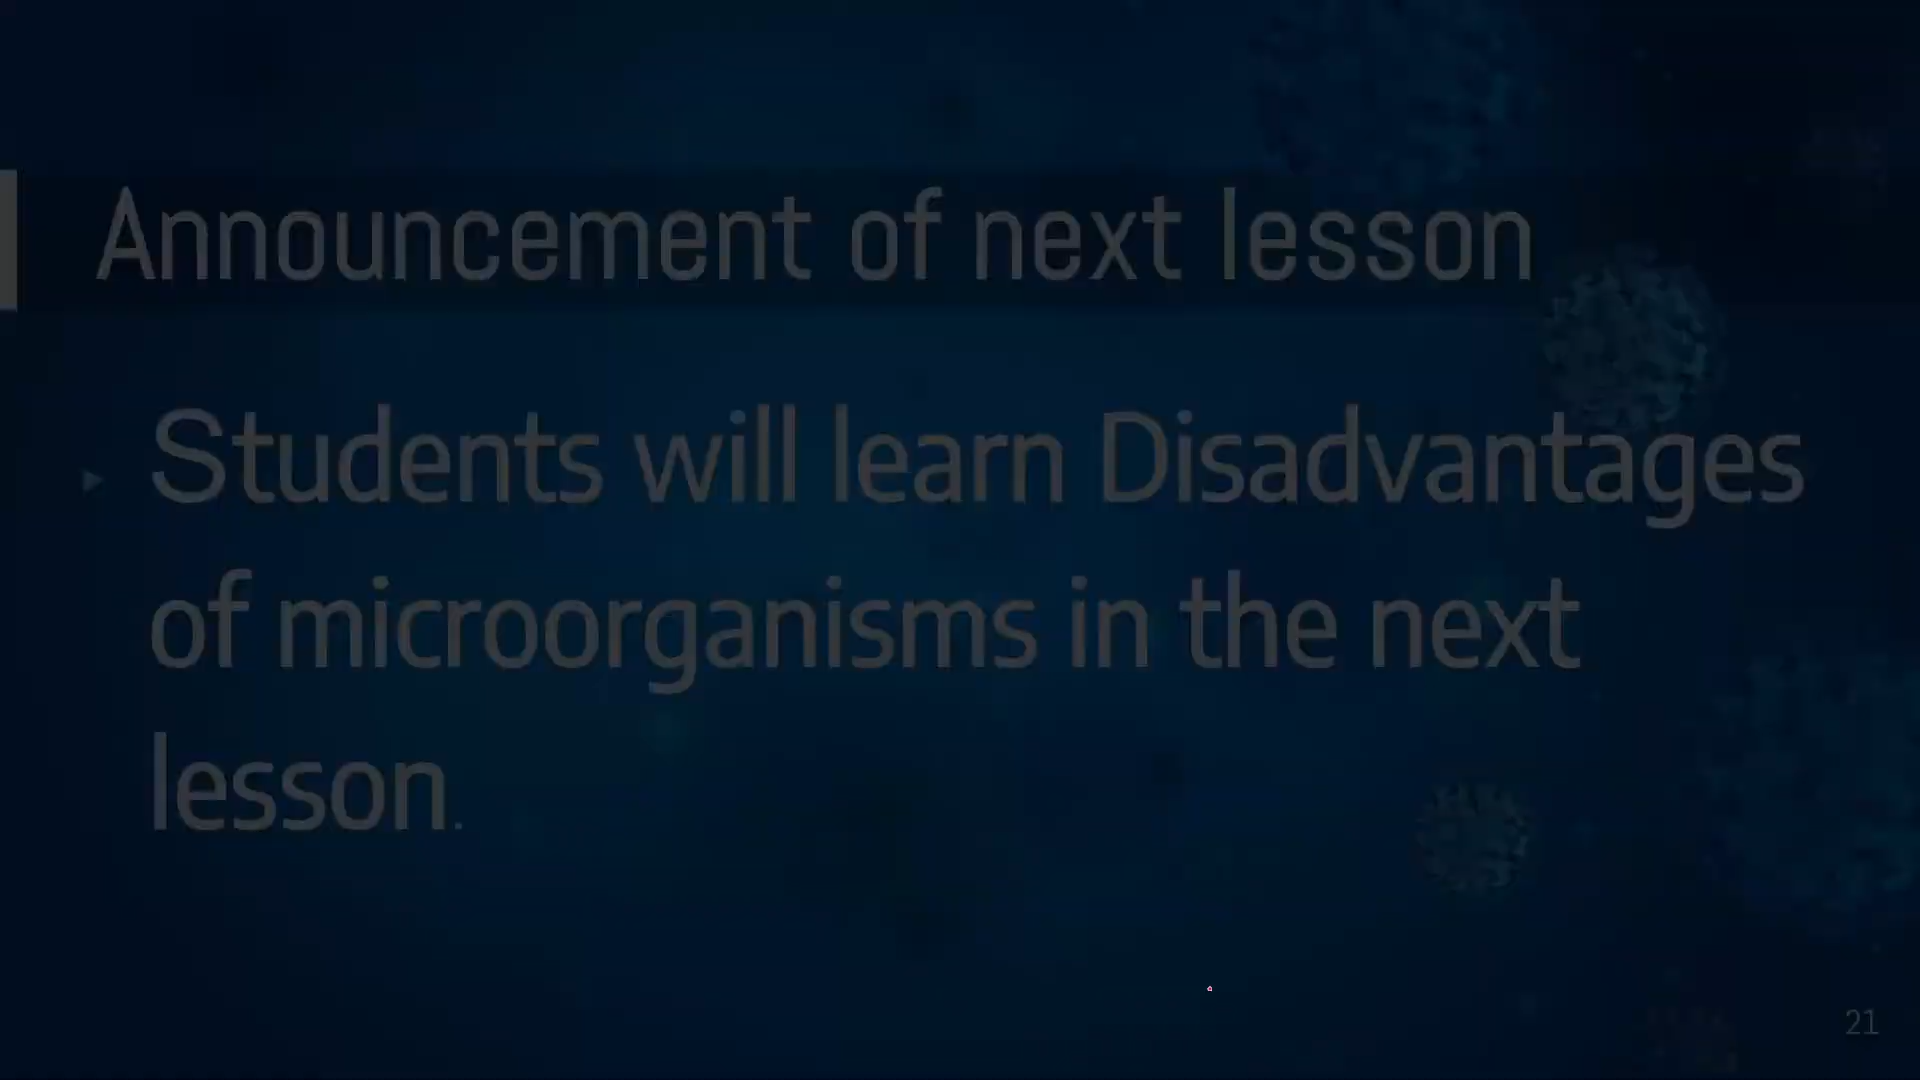 Announcement of next lesson
Students will learn Disadvantages
of microorganisms in the next
lesson.
21